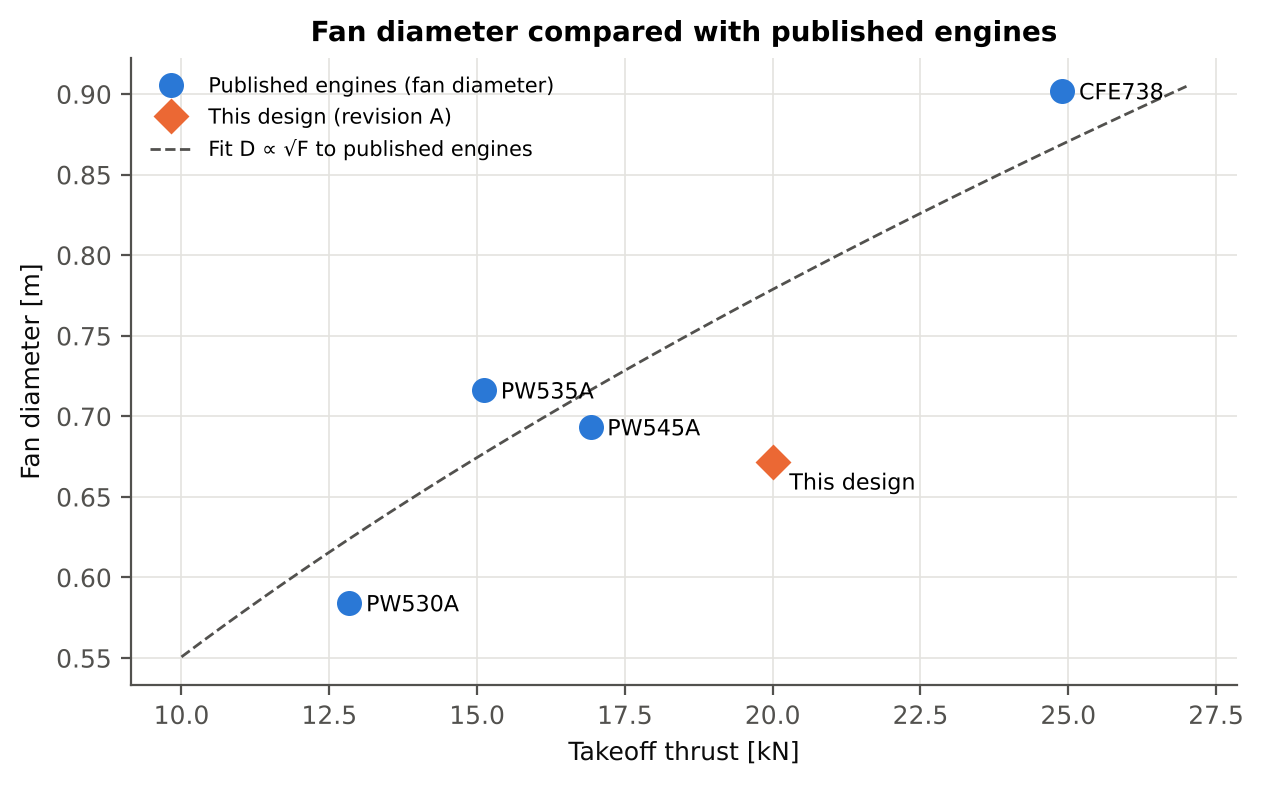 Fan diameter compared with published engines
Published engines (fan diameter)
This design (revision A)
Fit D ∝ √F to published engines
CFE738
PW535A
PW545A
This design
PW530A
Fan diameter [m]
0.90
0.85
0.80
0.75
0.70
0.65
0.60
0.55
10.0 12.5 15.0 17.5 20.0 22.5 25.0 27.5
Takeoff thrust [kN]